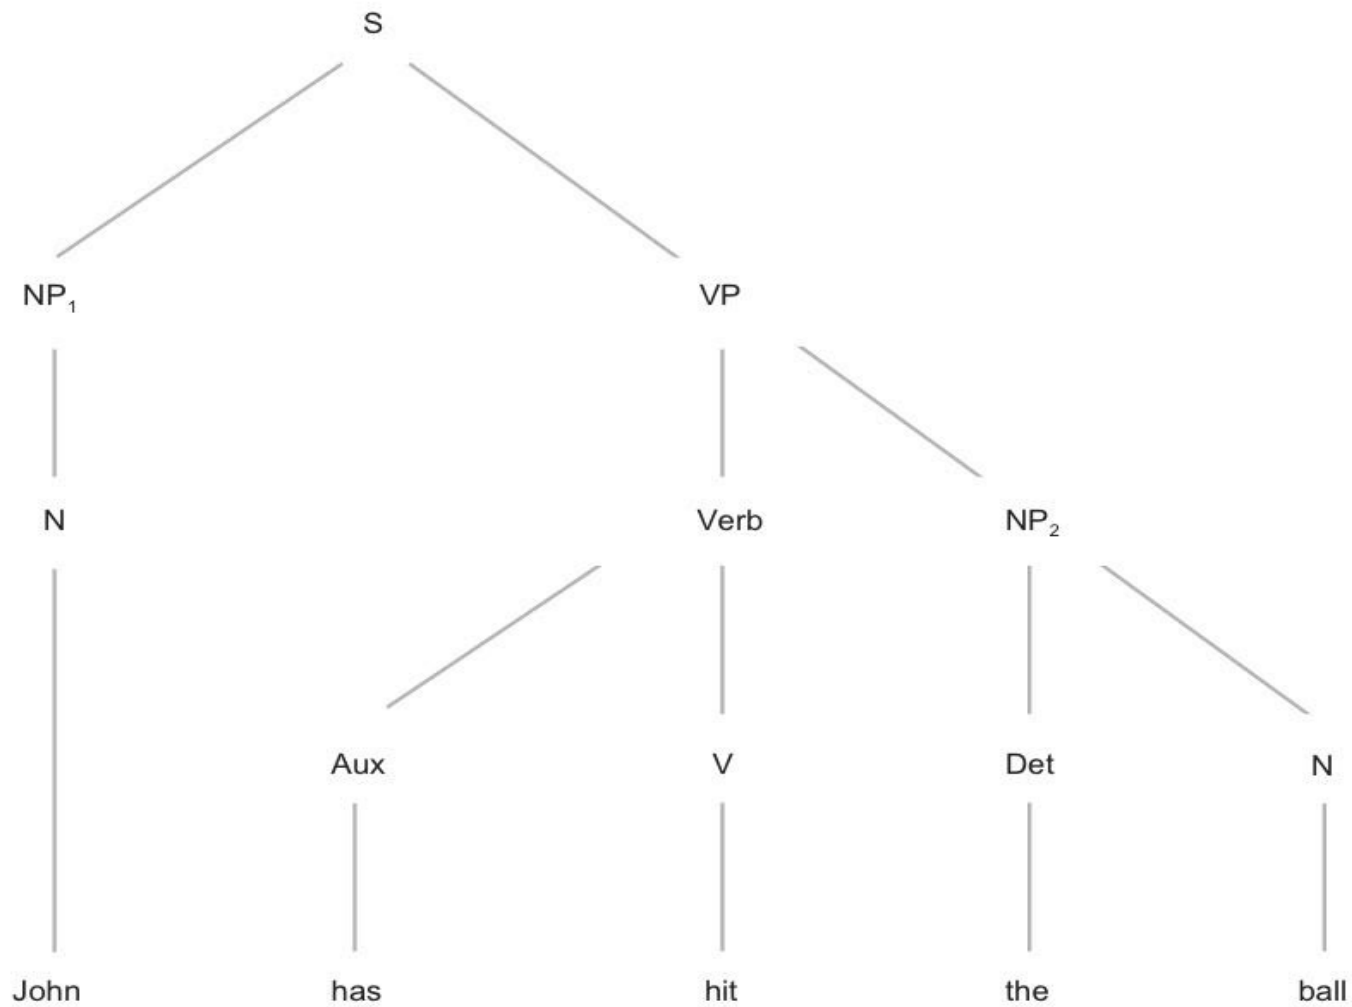 S
NP₁ VP
N Verb NP₂
Aux V Det N
John has hit the ball